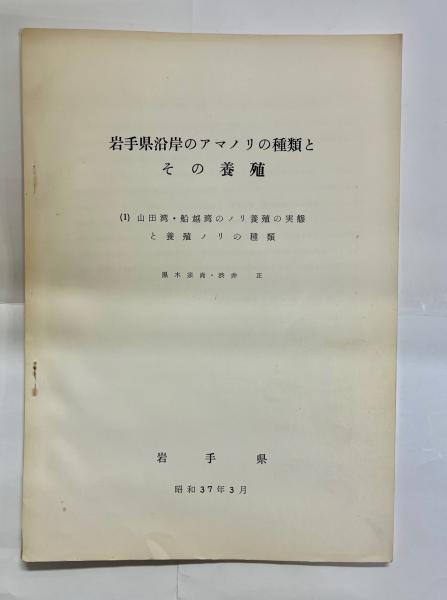 岩手県沿岸のアマノリの種類と
その養殖
(1) 山田湾・船越湾のノリ養殖の実態
と養殖ノリの種類
黒木宗尚・渋井 正
岩手県
昭和37年3月